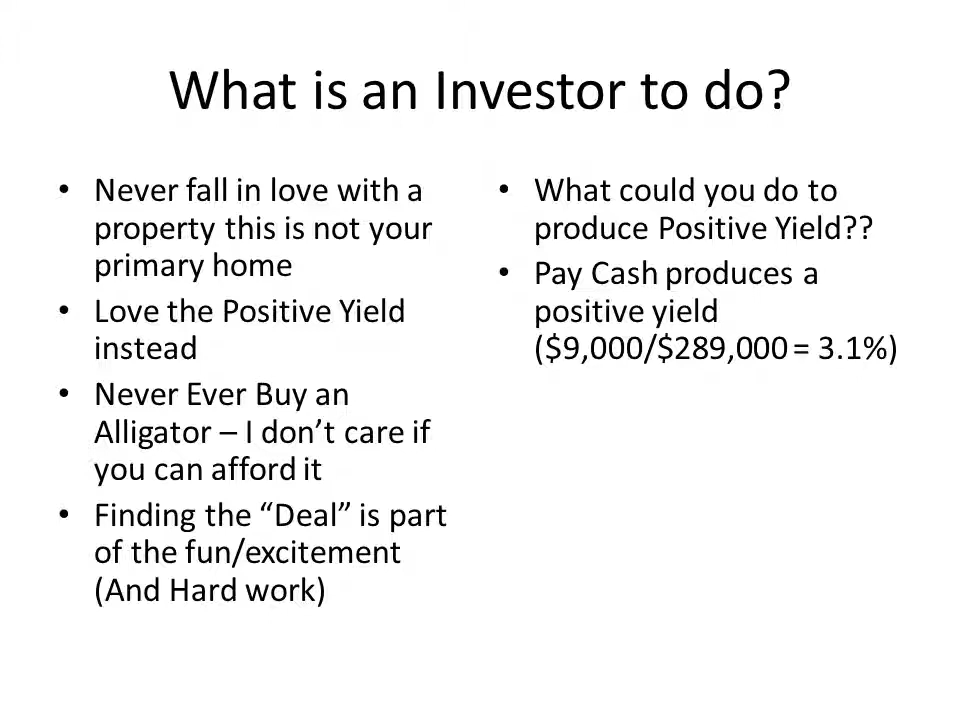 What is an Investor to do?
• Never fall in love with a
property this is not your
primary home
• Love the Positive Yield
instead
• Never Ever Buy an
Alligator – I don’t care if
you can afford it
• Finding the “Deal” is part
of the fun/excitement
(And Hard work)
• What could you do to
produce Positive Yield??
• Pay Cash produces a
positive yield
($9,000/$289,000 = 3.1%)